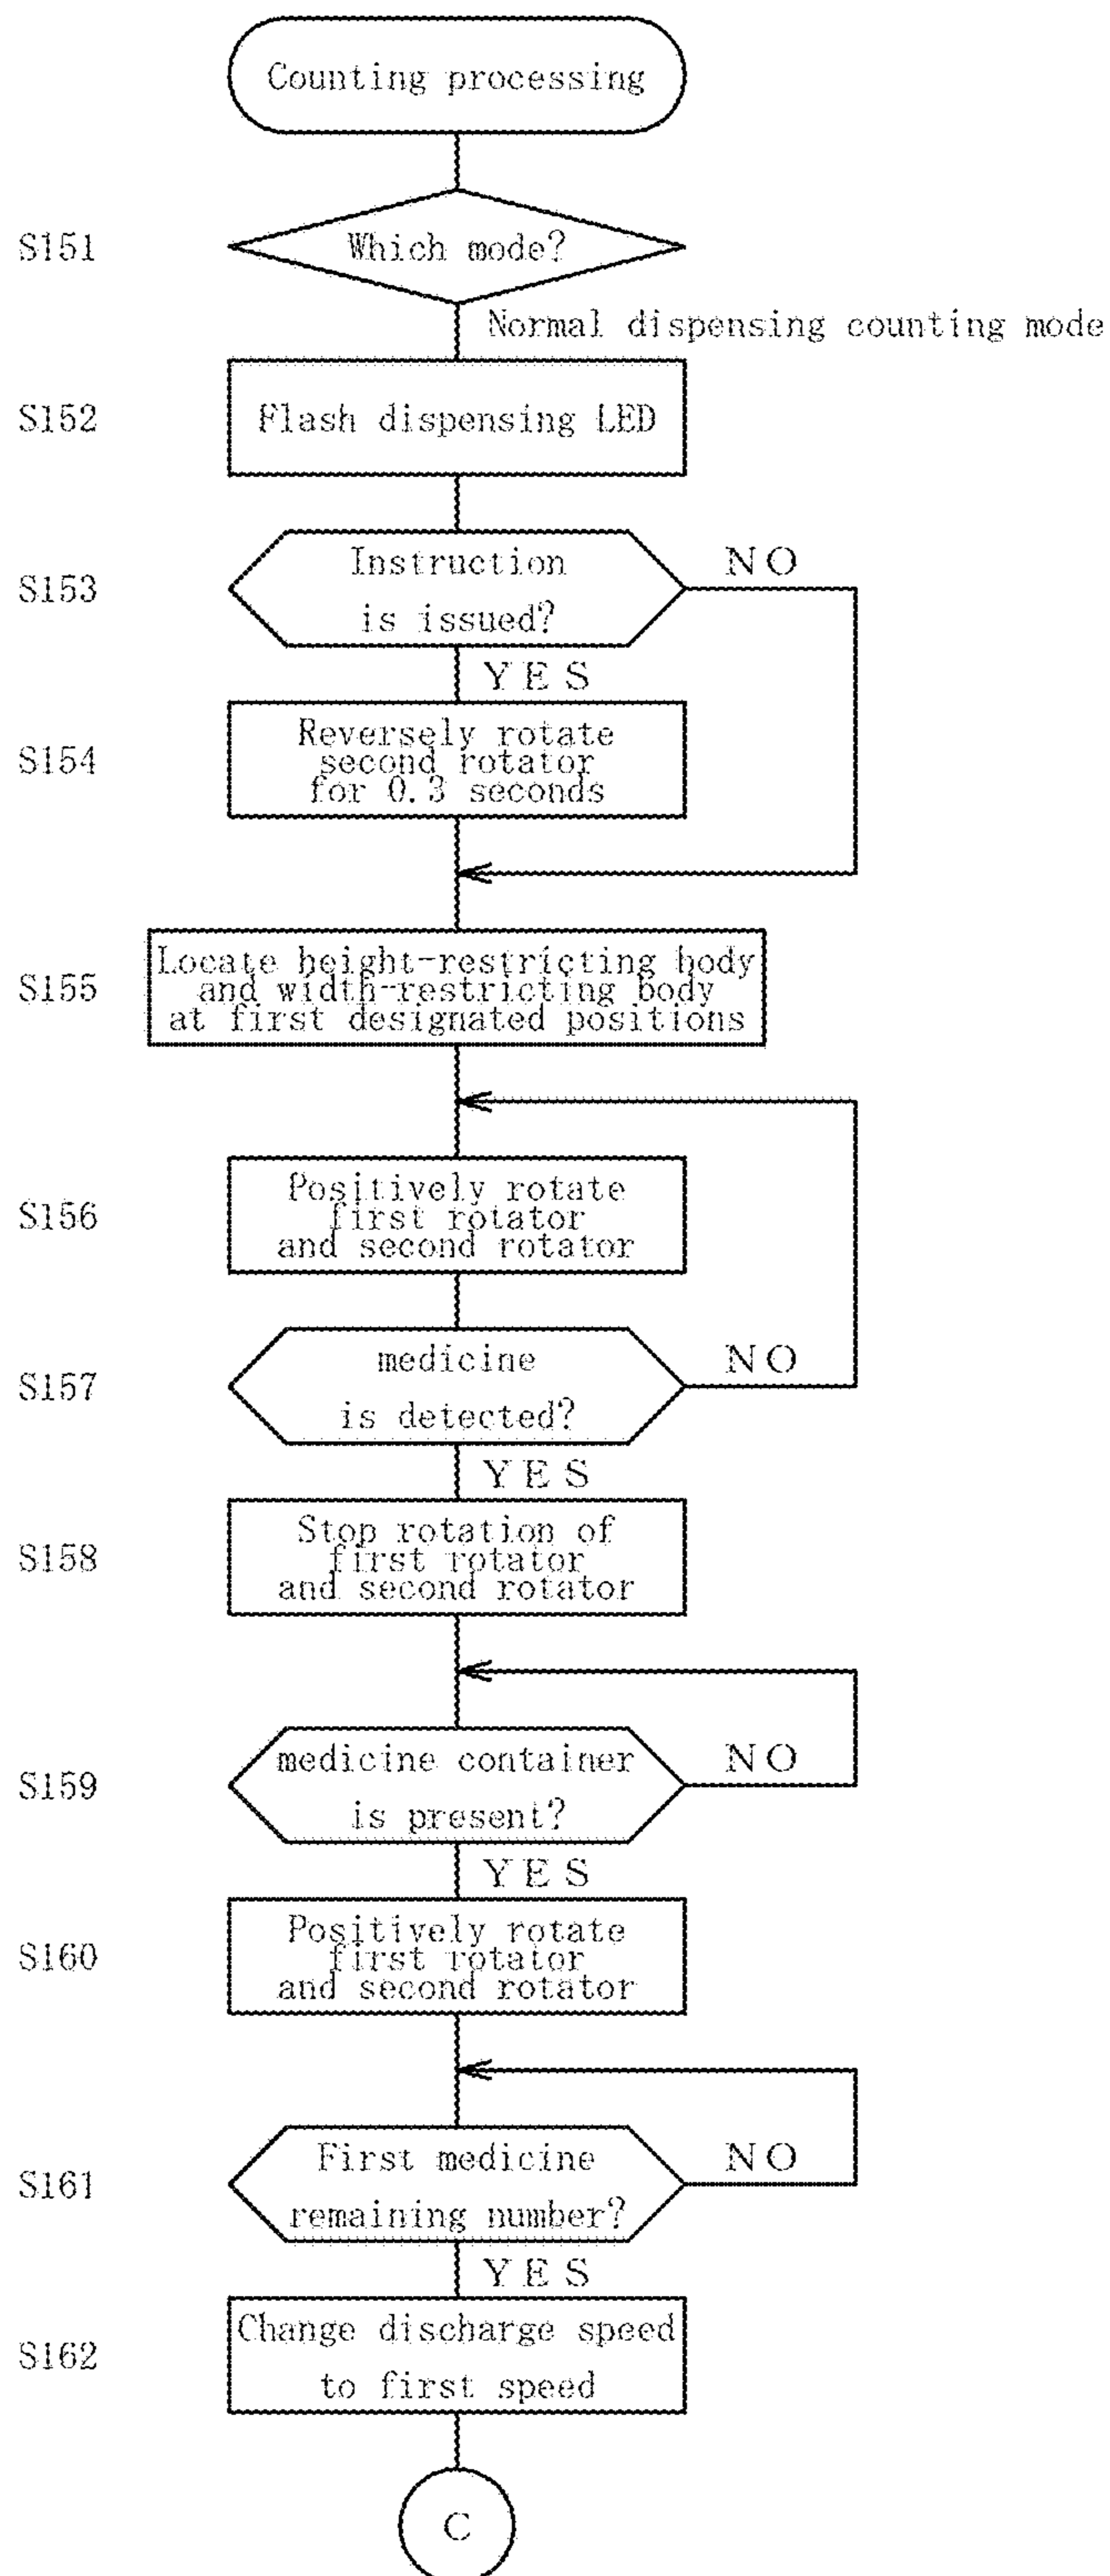 Counting processing
S151
Which mode?
Normal dispensing counting mode
S152
Flash dispensing LED
S153
Instruction
is issued?
NO
YES
S154
Reversely rotate
second rotator
for 0.3 seconds
S155
Locate height-restricting body
and width-restricting body
at first designated positions
S156
Positively rotate
first rotator
and second rotator
S157
medicine
is detected?
NO
YES
S158
Stop rotation of
first rotator
and second rotator
S159
medicine container
is present?
NO
YES
S160
Positively rotate
first rotator
and second rotator
S161
First medicine
remaining number?
NO
YES
S162
Change discharge speed
to first speed
C